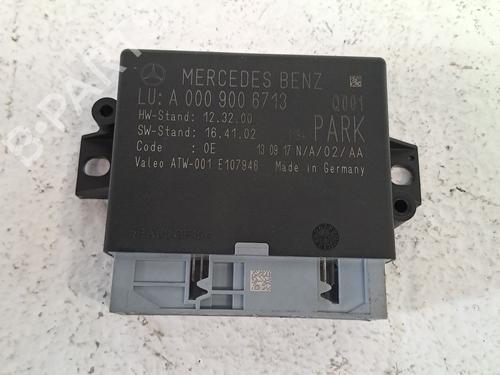 MERCEDES BENZ
LU: A 000 900 6713 Q001
HW-Stand: 12.32.00
SW-Stand: 16.41.02 PARK
Code : 0E 13 09 17 N/A/02/AA
Valeo ATW-001 E107946 Made in Germany